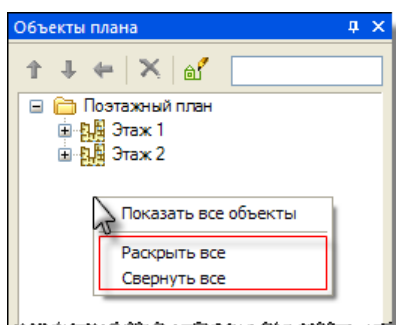 Объекты плана
Поэтажный план
Этаж 1
Этаж 2
Показать все объекты
Раскрыть все
Свернуть все